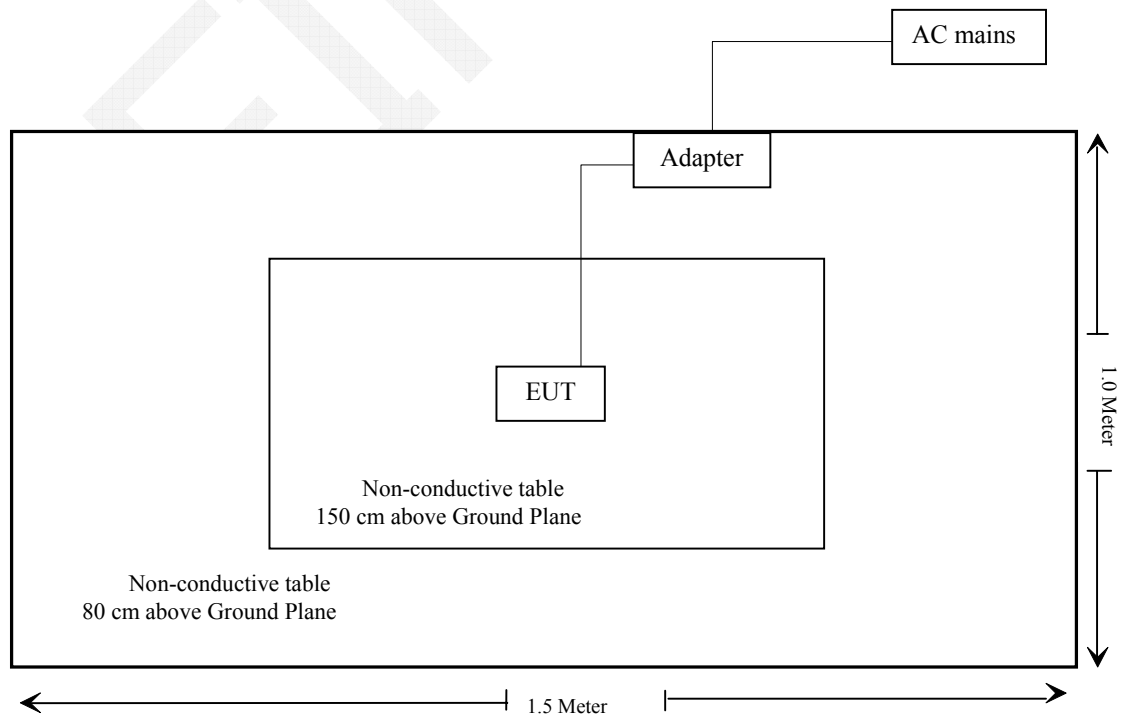 AC mains
Adapter
EUT
Non-conductive table
150 cm above Ground Plane
Non-conductive table
80 cm above Ground Plane
1.0 Meter
1.5 Meter